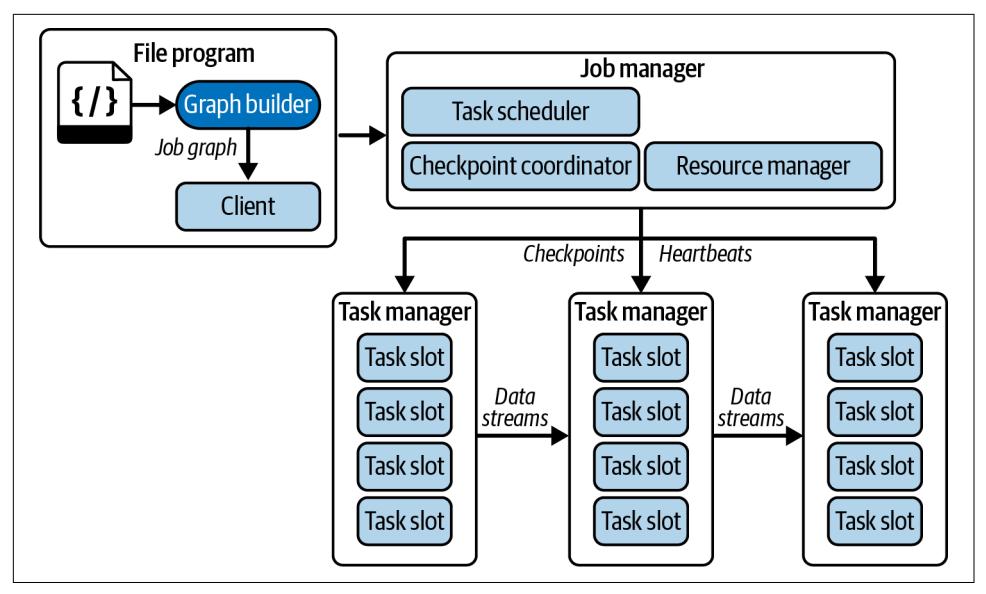 File program
{/}
Graph builder
Job graph
Client
Job manager
Task scheduler
Checkpoint coordinator
Resource manager
Checkpoints
Heartbeats
Task manager
Task slot
Task slot
Task slot
Task slot
Data
streams
Task manager
Task slot
Task slot
Task slot
Task slot
Data
streams
Task manager
Task slot
Task slot
Task slot
Task slot